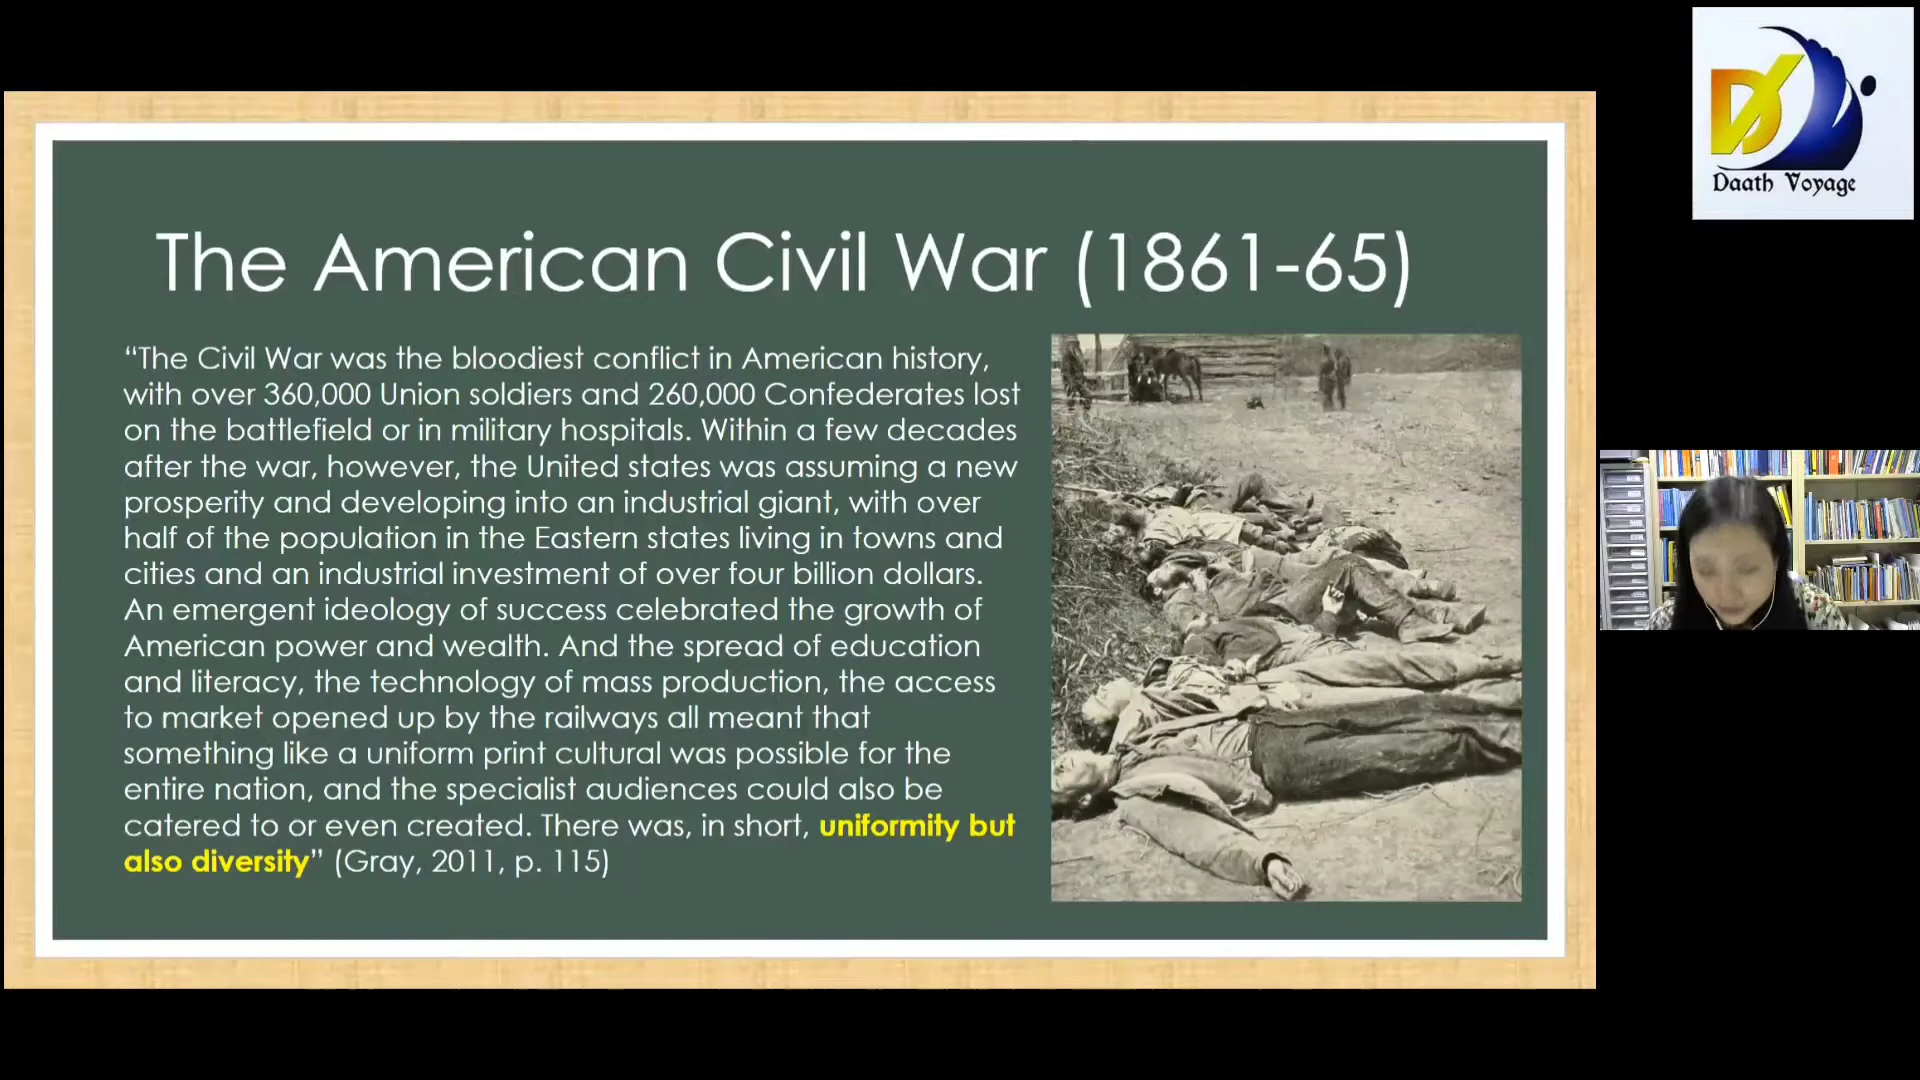 The American Civil War (1861-65)
“The Civil War was the bloodiest conflict in American history,
with over 360,000 Union soldiers and 260,000 Confederates lost
on the battlefield or in military hospitals. Within a few decades
after the war, however, the United states was assuming a new
prosperity and developing into an industrial giant, with over
half of the population in the Eastern states living in towns and
cities and an industrial investment of over four billion dollars.
An emergent ideology of success celebrated the growth of
American power and wealth. And the spread of education
and literacy, the technology of mass production, the access
to market opened up by the railways all meant that
something like a uniform print cultural was possible for the
entire nation, and the specialist audiences could also be
catered to or even created. There was, in short, uniformity but
also diversity” (Gray, 2011, p. 115)
Daath Voyage